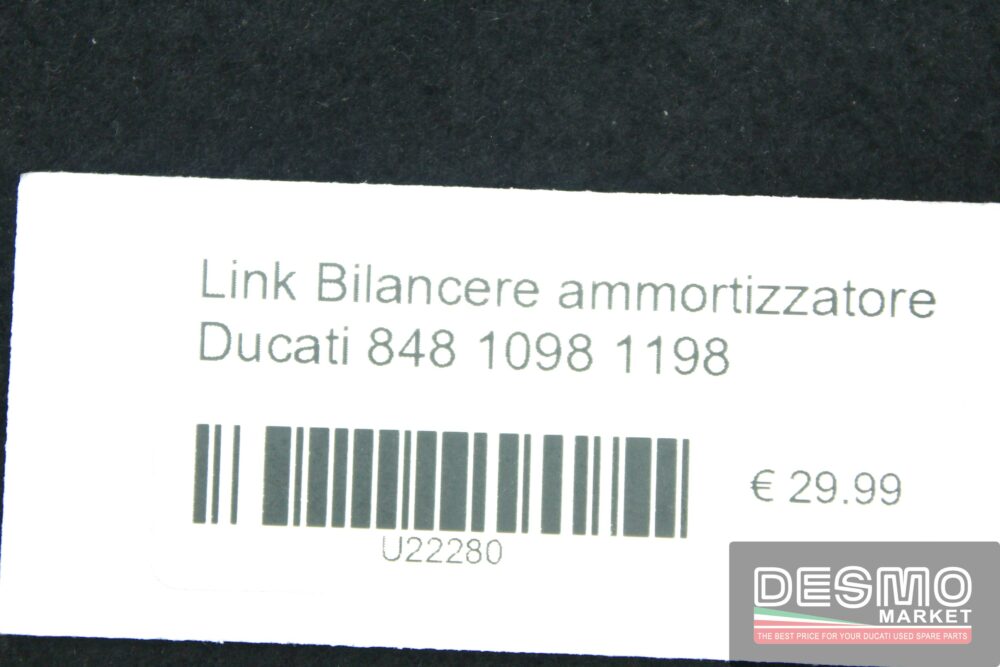 Link Bilancere ammortizzatore
Ducati 848 1098 1198
€ 29.99
U22280
DESMO
MARKET
THE BEST PRICE FOR YOUR DUCATI USED SPARE PARTS